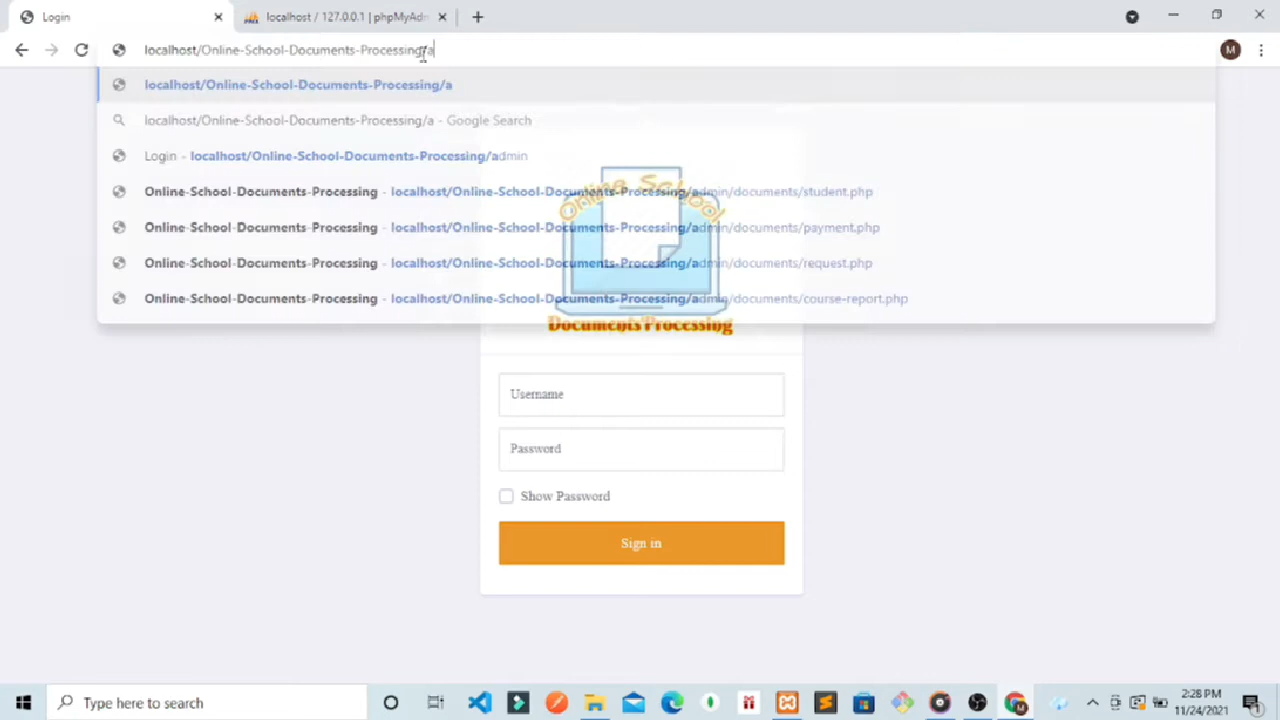 Login
localhost / 127.0.0.1 | phpMyAdm
localhost/Online-School-Documents-Processing/a
M
localhost/Online-School-Documents-Processing/a
localhost/Online-School-Documents-Processing/a - Google Search
Login - localhost/Online-School-Documents-Processing/admin
Online-School-Documents-Processing - localhost/Online-School-Documents-Processing/admin/documents/student.php
Online-School-Documents-Processing - localhost/Online-School-Documents-Processing/admin/documents/payment.php
Online-School-Documents-Processing - localhost/Online-School-Documents-Processing/admin/documents/request.php
Online-School-Documents-Processing - localhost/Online-School-Documents-Processing/admin/documents/course-report.php
Online School
Documents Processing
Username
Password
Show Password
Sign in
Type here to search
2:28 PM
11/24/2021